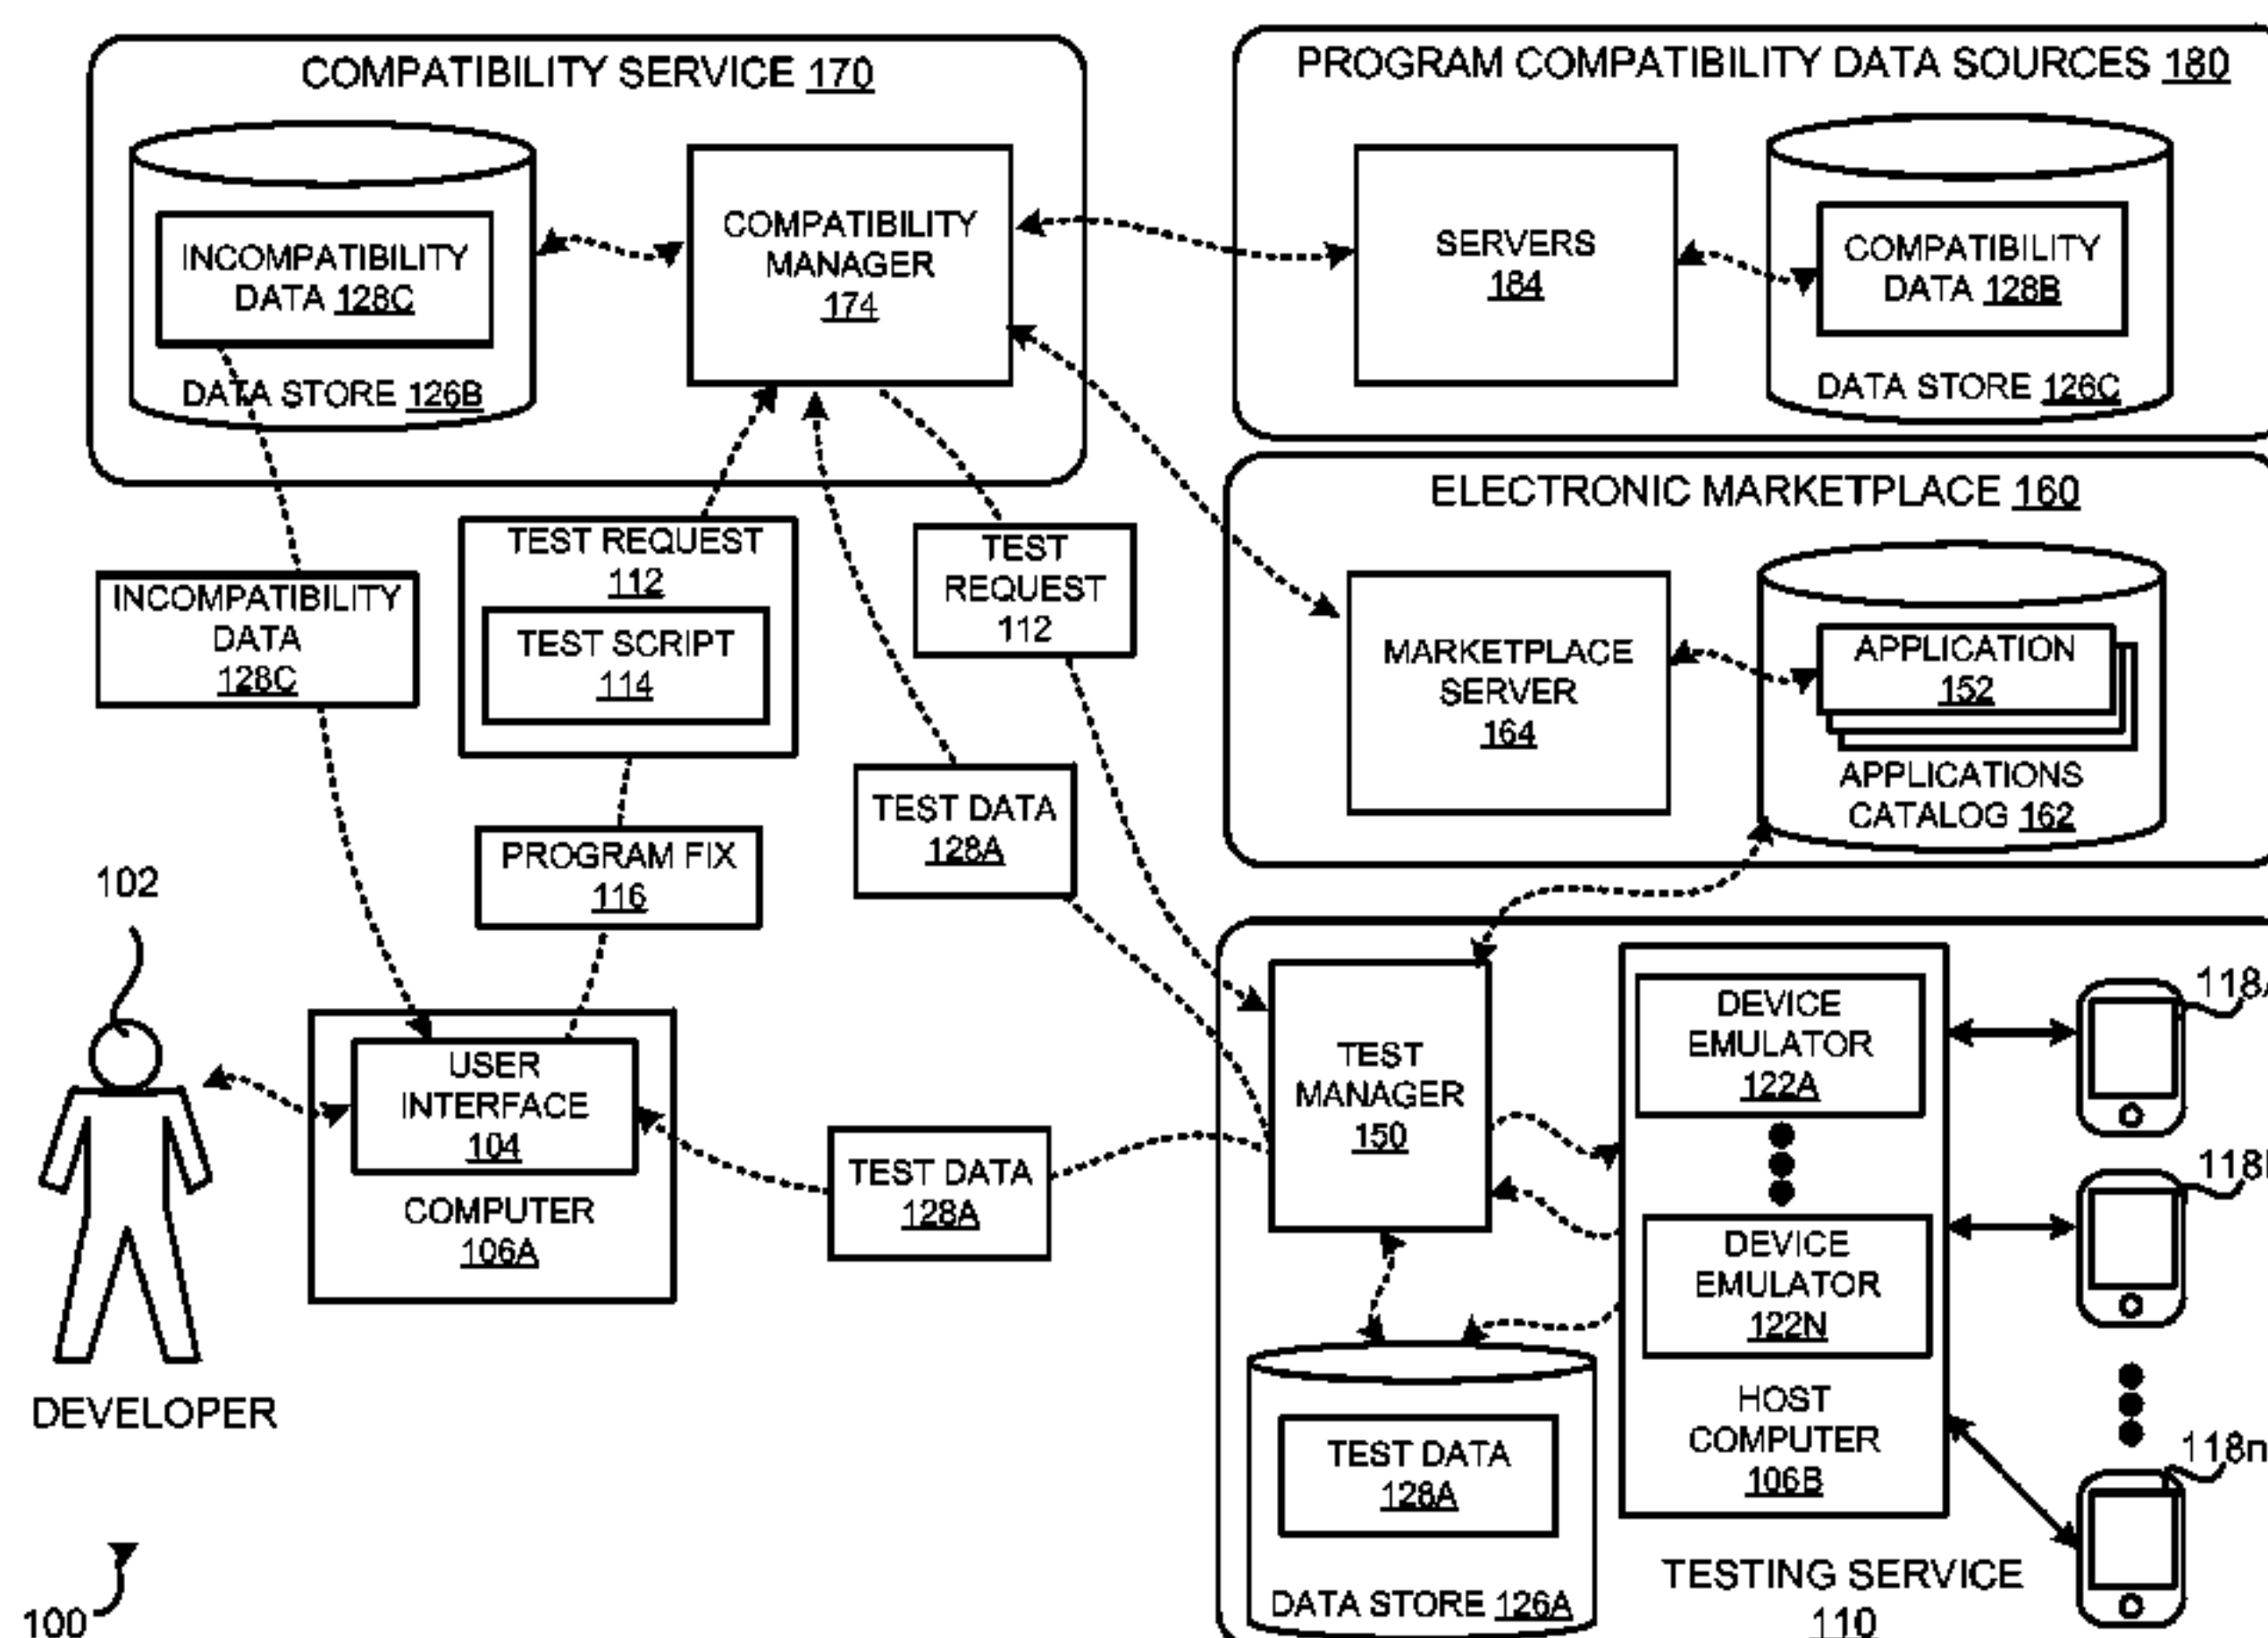 COMPATIBILITY SERVICE 170
INCOMPATIBILITY
DATA 128C
DATA STORE 126B
COMPATIBILITY
MANAGER
174
PROGRAM COMPATIBILITY DATA SOURCES 180
SERVERS
184
COMPATIBILITY
DATA 128B
DATA STORE 126C
ELECTRONIC MARKETPLACE 160
MARKETPLACE
SERVER
164
APPLICATION
152
APPLICATIONS
CATALOG 162
INCOMPATIBILITY
DATA
128C
TEST REQUEST
112
TEST SCRIPT
114
TEST
REQUEST
112
PROGRAM FIX
116
TEST DATA
128A
102
DEVELOPER
USER
INTERFACE
104
COMPUTER
106A
TEST DATA
128A
TEST
MANAGER
150
DEVICE
EMULATOR
122A
DEVICE
EMULATOR
122N
HOST
COMPUTER
106B
118A
118
118n
TEST DATA
128A
DATA STORE 126A
TESTING SERVICE
110
100